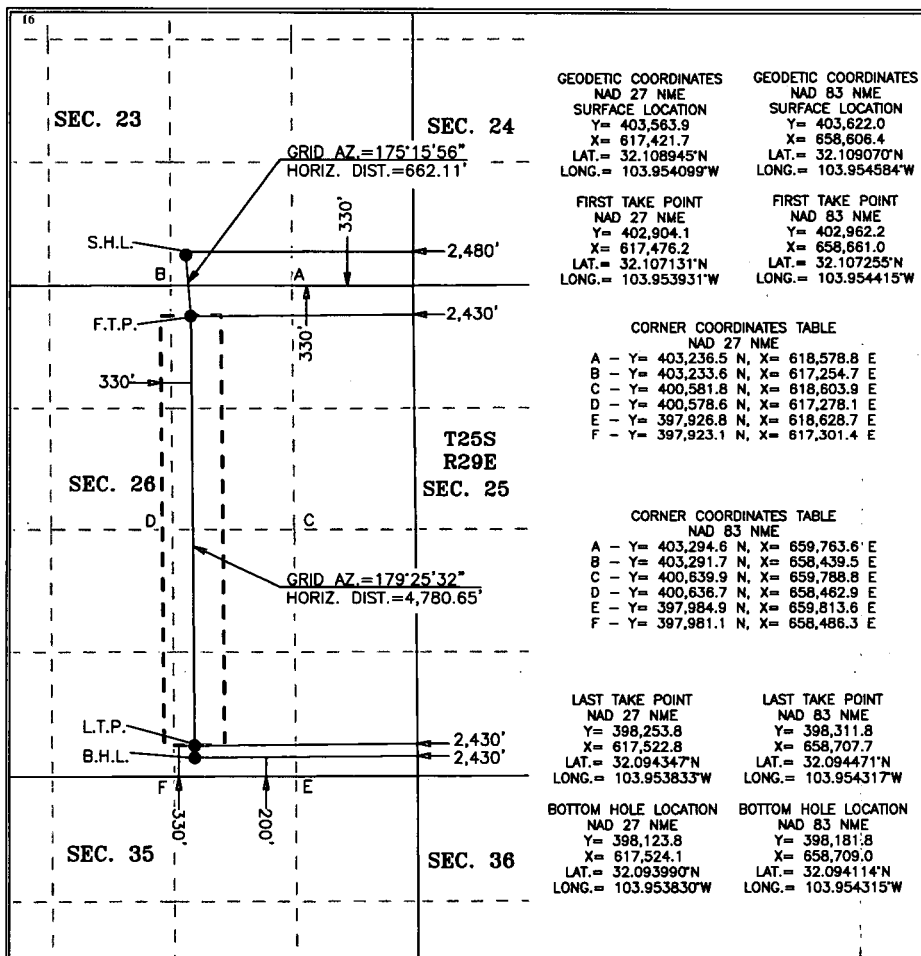 16
SEC. 23
SEC. 24
GRID AZ.=175°15'56"
HORIZ. DIST.=662.11'
330'
S.H.L.
2,480'
B
A
F.T.P.
2,430'
330'
330'
T25S
R29E
SEC. 26
SEC. 25
D
C
GRID AZ.=179°25'32"
HORIZ. DIST.=4,780.65'
L.T.P.
2,430'
B.H.L.
2,430'
F
E
330'
200'
SEC. 35
SEC. 36
GEODETIC COORDINATES
NAD 27 NME
SURFACE LOCATION
Y= 403,563.9
X= 617,421.7
LAT.= 32.108945°N
LONG.= 103.954099°W
FIRST TAKE POINT
NAD 27 NME
Y= 402,904.1
X= 617,476.2
LAT.= 32.107131°N
LONG.= 103.953931°W
GEODETIC COORDINATES
NAD 83 NME
SURFACE LOCATION
Y= 403,622.0
X= 658,606.4
LAT.= 32.109070°N
LONG.= 103.954584°W
FIRST TAKE POINT
NAD 83 NME
Y= 402,962.2
X= 658,661.0
LAT.= 32.107255°N
LONG.= 103.954415°W
CORNER COORDINATES TABLE
NAD 27 NME
A - Y= 403,236.5 N, X= 618,578.8 E
B - Y= 403,233.6 N, X= 617,254.7 E
C - Y= 400,581.8 N, X= 618,603.9 E
D - Y= 400,578.6 N, X= 617,278.1 E
E - Y= 397,926.8 N, X= 618,628.7 E
F - Y= 397,923.1 N, X= 617,301.4 E
CORNER COORDINATES TABLE
NAD 83 NME
A - Y= 403,294.6 N, X= 659,763.6 E
B - Y= 403,291.7 N, X= 658,439.5 E
C - Y= 400,639.9 N, X= 659,788.8 E
D - Y= 400,636.7 N, X= 658,462.9 E
E - Y= 397,984.9 N, X= 659,813.6 E
F - Y= 397,981.1 N, X= 658,486.3 E
LAST TAKE POINT
NAD 27 NME
Y= 398,253.8
X= 617,522.8
LAT.= 32.094347°N
LONG.= 103.953833°W
BOTTOM HOLE LOCATION
NAD 27 NME
Y= 398,123.8
X= 617,524.1
LAT.= 32.093990°N
LONG.= 103.953830°W
LAST TAKE POINT
NAD 83 NME
Y= 398,311.8
X= 658,707.7
LAT.= 32.094471°N
LONG.= 103.954317°W
BOTTOM HOLE LOCATION
NAD 83 NME
Y= 398,181.8
X= 658,709.0
LAT.= 32.094114°N
LONG.= 103.954315°W